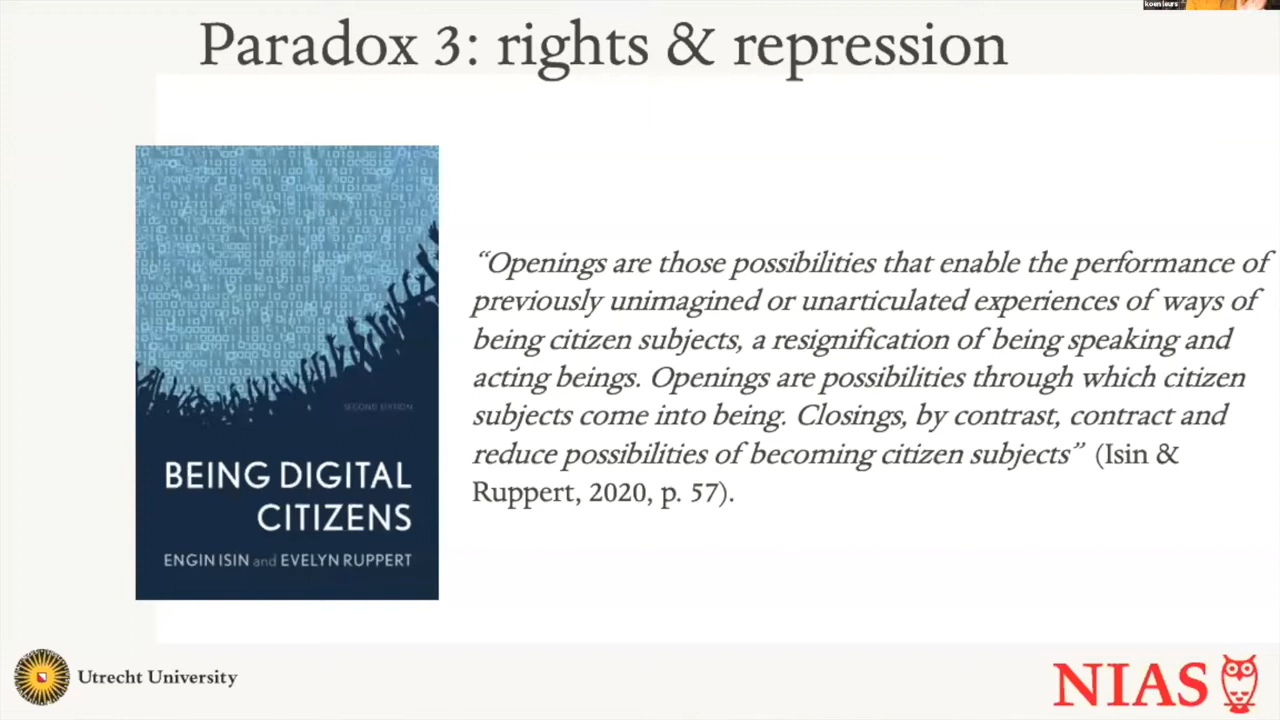 koen leurs
Paradox 3: rights & repression
SECOND EDITION
BEING DIGITAL
CITIZENS
ENGIN ISIN and EVELYN RUPPERT
“Openings are those possibilities that enable the performance of
previously unimagined or unarticulated experiences of ways of
being citizen subjects, a resignification of being speaking and
acting beings. Openings are possibilities through which citizen
subjects come into being. Closings, by contrast, contract and
reduce possibilities of becoming citizen subjects” (Isin &
Ruppert, 2020, p. 57).
Utrecht University
NIAS